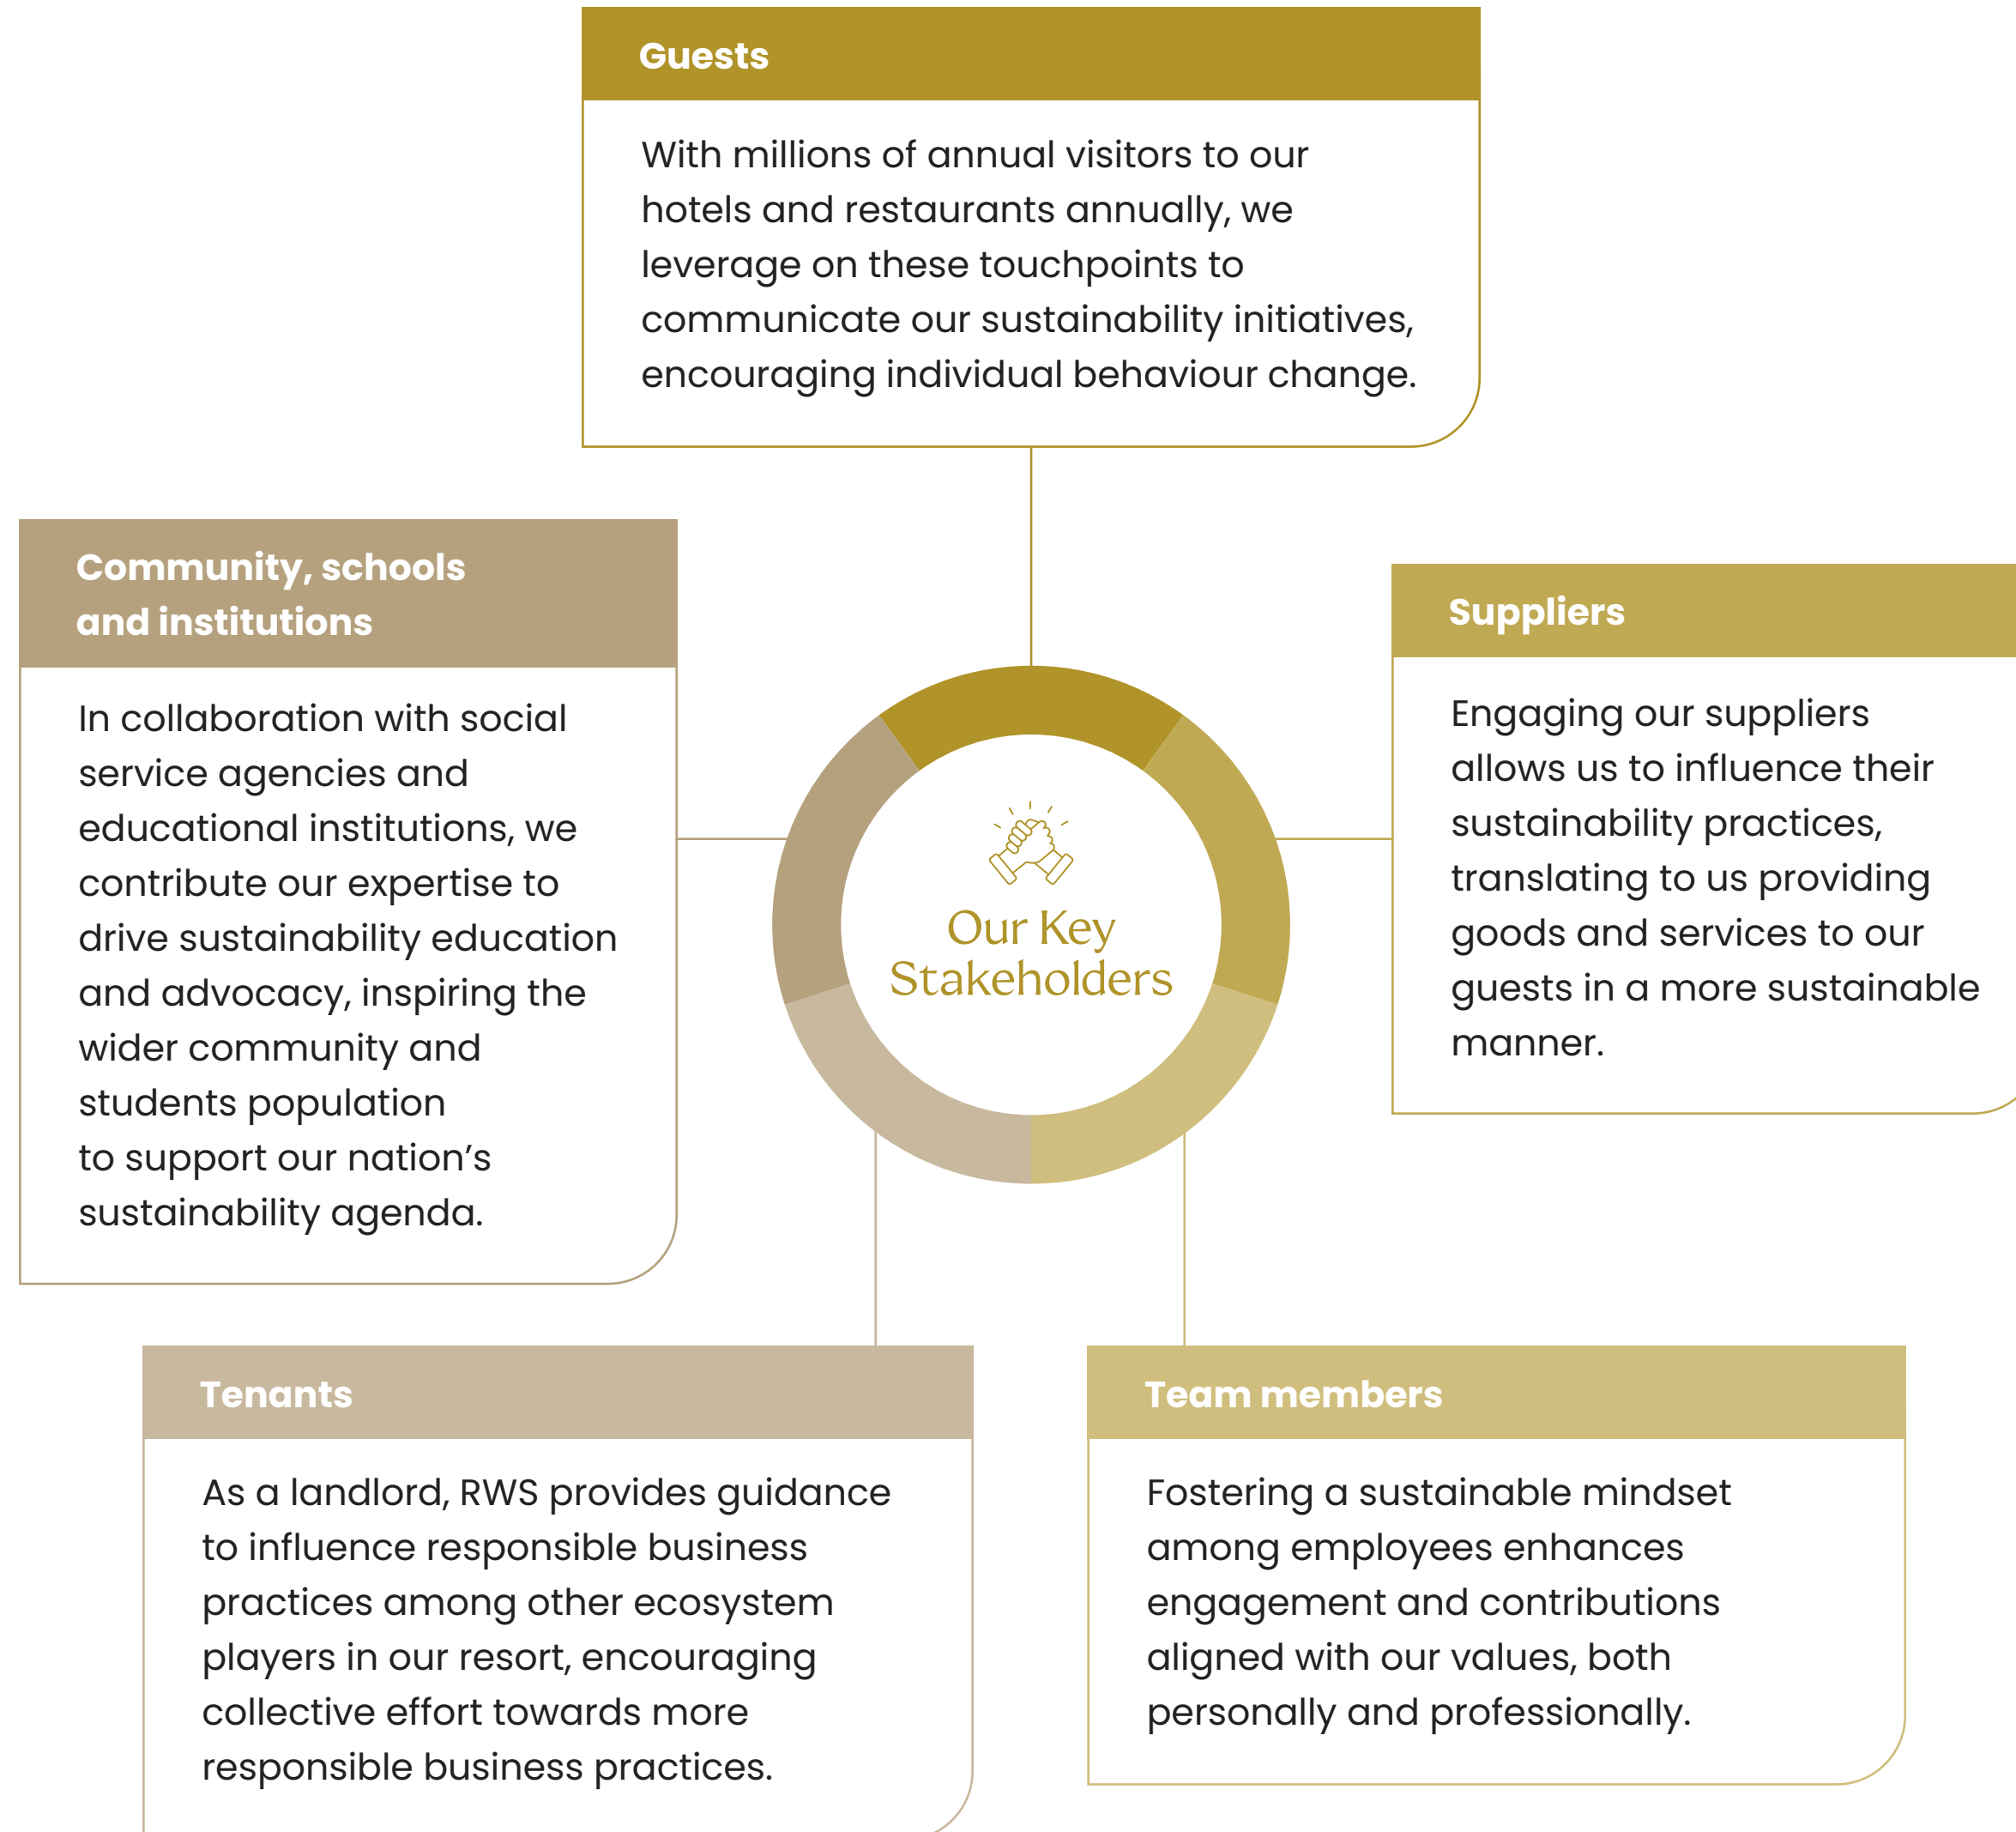 Guests
With millions of annual visitors to our
hotels and restaurants annually, we
leverage on these touchpoints to
communicate our sustainability initiatives,
encouraging individual behaviour change.
Community, schools
and institutions
In collaboration with social
service agencies and
educational institutions, we
contribute our expertise to
drive sustainability education
and advocacy, inspiring the
wider community and
students population
to support our nation’s
sustainability agenda.
Our Key
Stakeholders
Suppliers
Engaging our suppliers
allows us to influence their
sustainability practices,
translating to us providing
goods and services to our
guests in a more sustainable
manner.
Tenants
As a landlord, RWS provides guidance
to influence responsible business
practices among other ecosystem
players in our resort, encouraging
collective effort towards more
responsible business practices.
Team members
Fostering a sustainable mindset
among employees enhances
engagement and contributions
aligned with our values, both
personally and professionally.